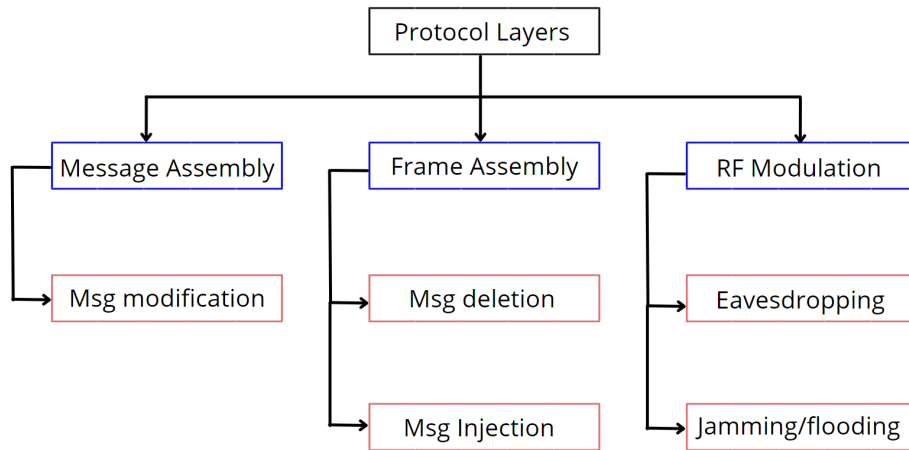 Protocol Layers
Message Assembly
Frame Assembly
RF Modulation
Msg modification
Msg deletion
Eavesdropping
Msg Injection
Jamming/flooding